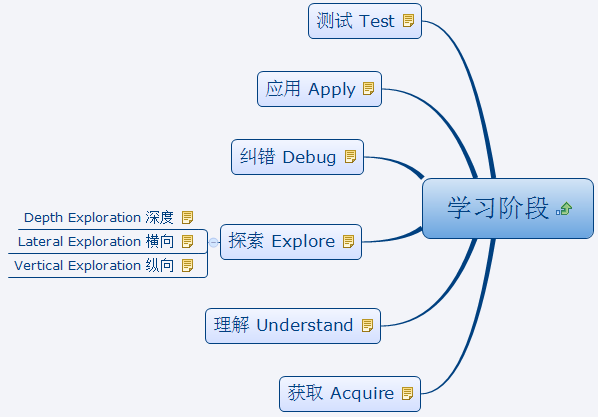 测试 Test
应用 Apply
纠错 Debug
学习阶段
Depth Exploration 深度
Lateral Exploration 横向
Vertical Exploration 纵向
探索 Explore
理解 Understand
获取 Acquire